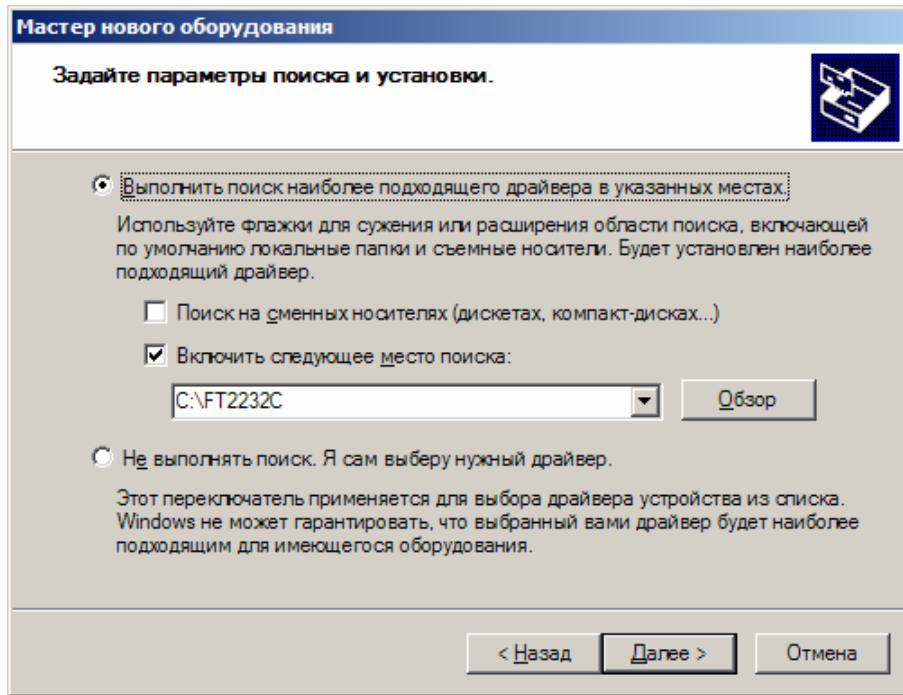 Мастер нового оборудования
Задайте параметры поиска и установки.
Выполнить поиск наиболее подходящего драйвера в указанных местах.
Используйте флажки для сужения или расширения области поиска, включающей
по умолчанию локальные папки и съемные носители. Будет установлен наиболее
подходящий драйвер.
Поиск на сменных носителях (дискетах, компакт-дисках...)
Включить следующее место поиска:
C:\FT2232C
Обзор
Не выполнять поиск. Я сам выберу нужный драйвер.
Этот переключатель применяется для выбора драйвера устройства из списка.
Windows не может гарантировать, что выбранный вами драйвер будет наиболее
подходящим для имеющегося оборудования.
< Назад Далее > Отмена